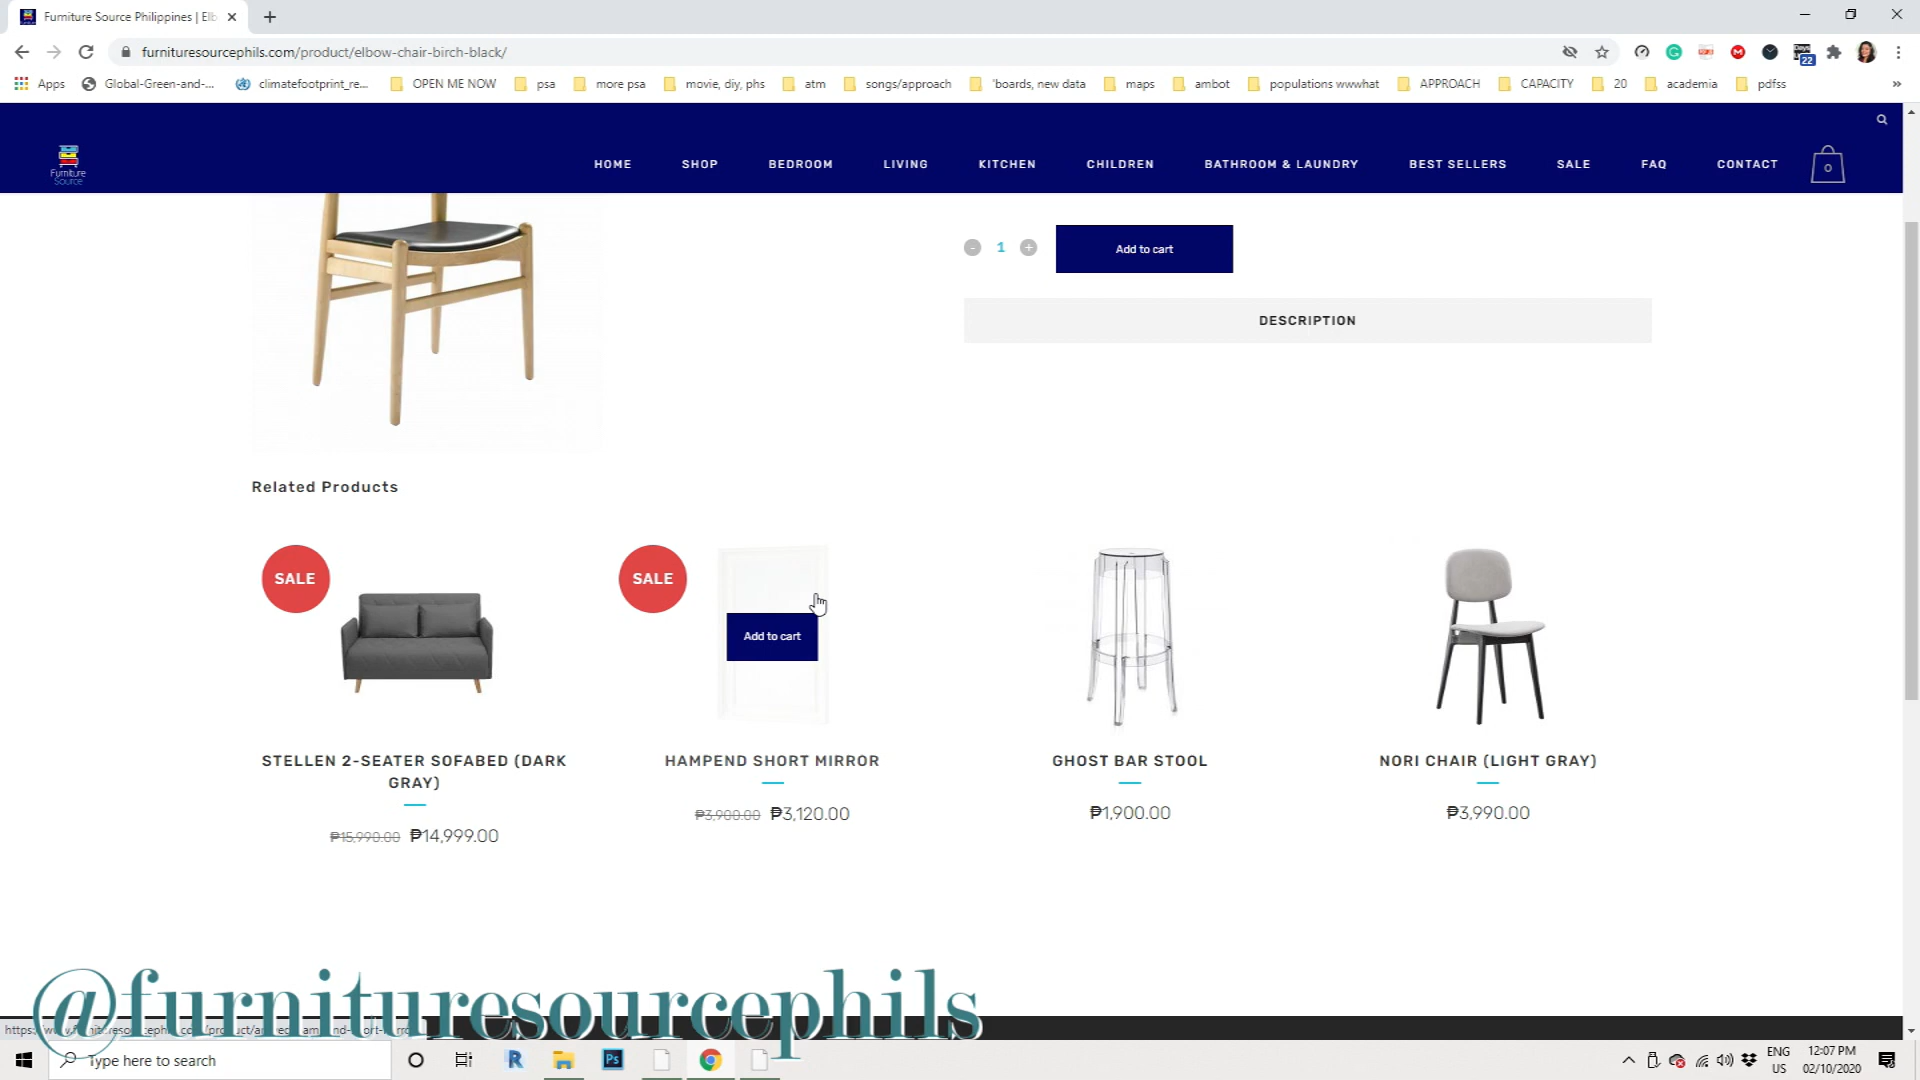 Furniture Source Philippines | Elb
furnituresourcephils.com/product/elbow-chair-birch-black/
22
Apps
Global-Green-and-...
climatefootprint_re...
OPEN ME NOW
psa
more psa
movie, diy, phs
atm
songs/approach
'boards, new data
maps
ambot
populations wwwhat
APPROACH
CAPACITY
20
academia
pdfss
Furniture
Source
HOME
SHOP
BEDROOM
LIVING
KITCHEN
CHILDREN
BATHROOM & LAUNDRY
BEST SELLERS
SALE
FAQ
CONTACT
0
- 1 +
Add to cart
DESCRIPTION
Related Products
SALE
SALE
Add to cart
STELLEN 2-SEATER SOFABED (DARK
GRAY)
₱15,990.00 ₱14,999.00
HAMPEND SHORT MIRROR
₱3,900.00 ₱3,120.00
GHOST BAR STOOL
₱1,900.00
NORI CHAIR (LIGHT GRAY)
₱3,990.00
@furnituresourcephils
Type here to search
R
Ps
ENG
US
12:07 PM
02/10/2020